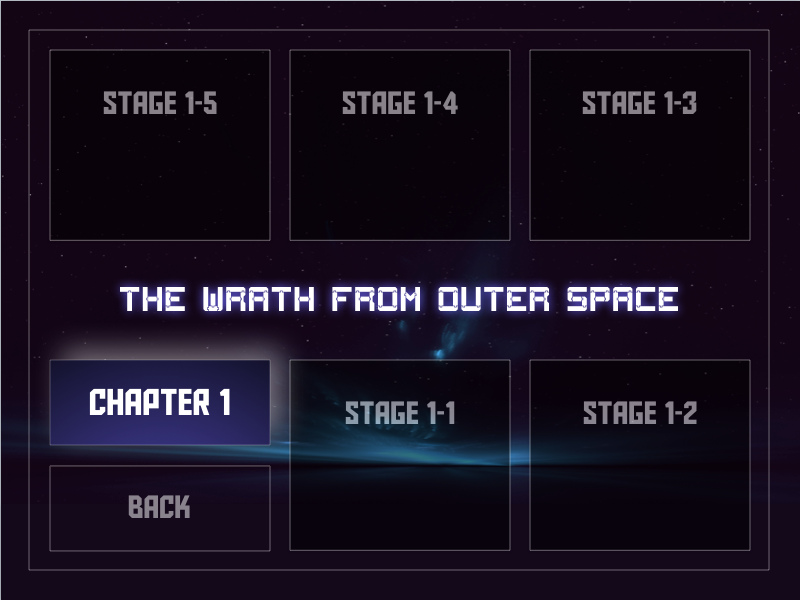 STAGE 1-5
STAGE 1-4
STAGE 1-3
THE WRATH FROM OUTER SPACE
CHAPTER 1
STAGE 1-1
STAGE 1-2
BACK